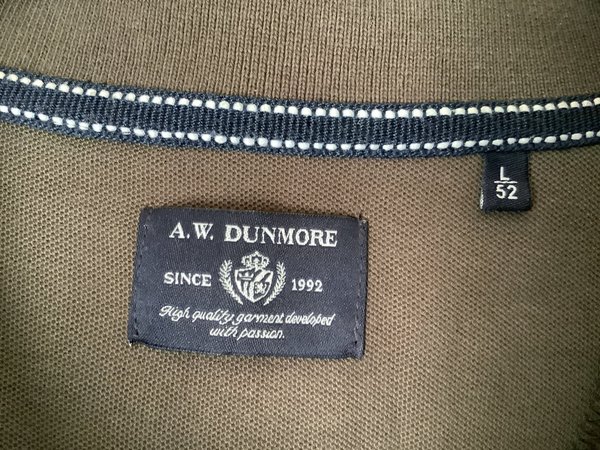 L
52
A.W. DUNMORE
SINCE 1992
High quality garment developed
with passion.